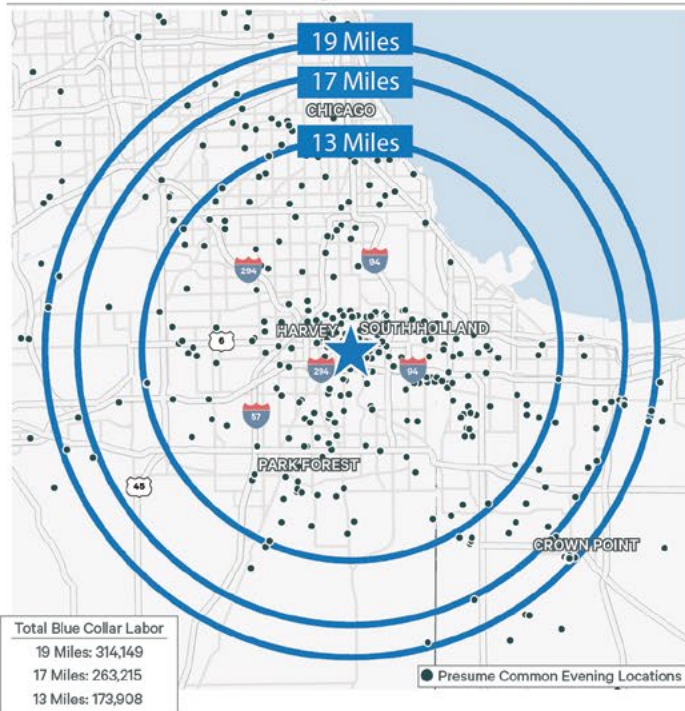 19 Miles
17 Miles
CHICAGO
13 Miles
94
294
HARVEY
SOUTH HOLLAND
6
294
94
57
PARK FOREST
45
CROWN POINT
Total Blue Collar Labor
19 Miles: 314,149
17 Miles: 263,215
13 Miles: 173,908
Presume Common Evening Locations